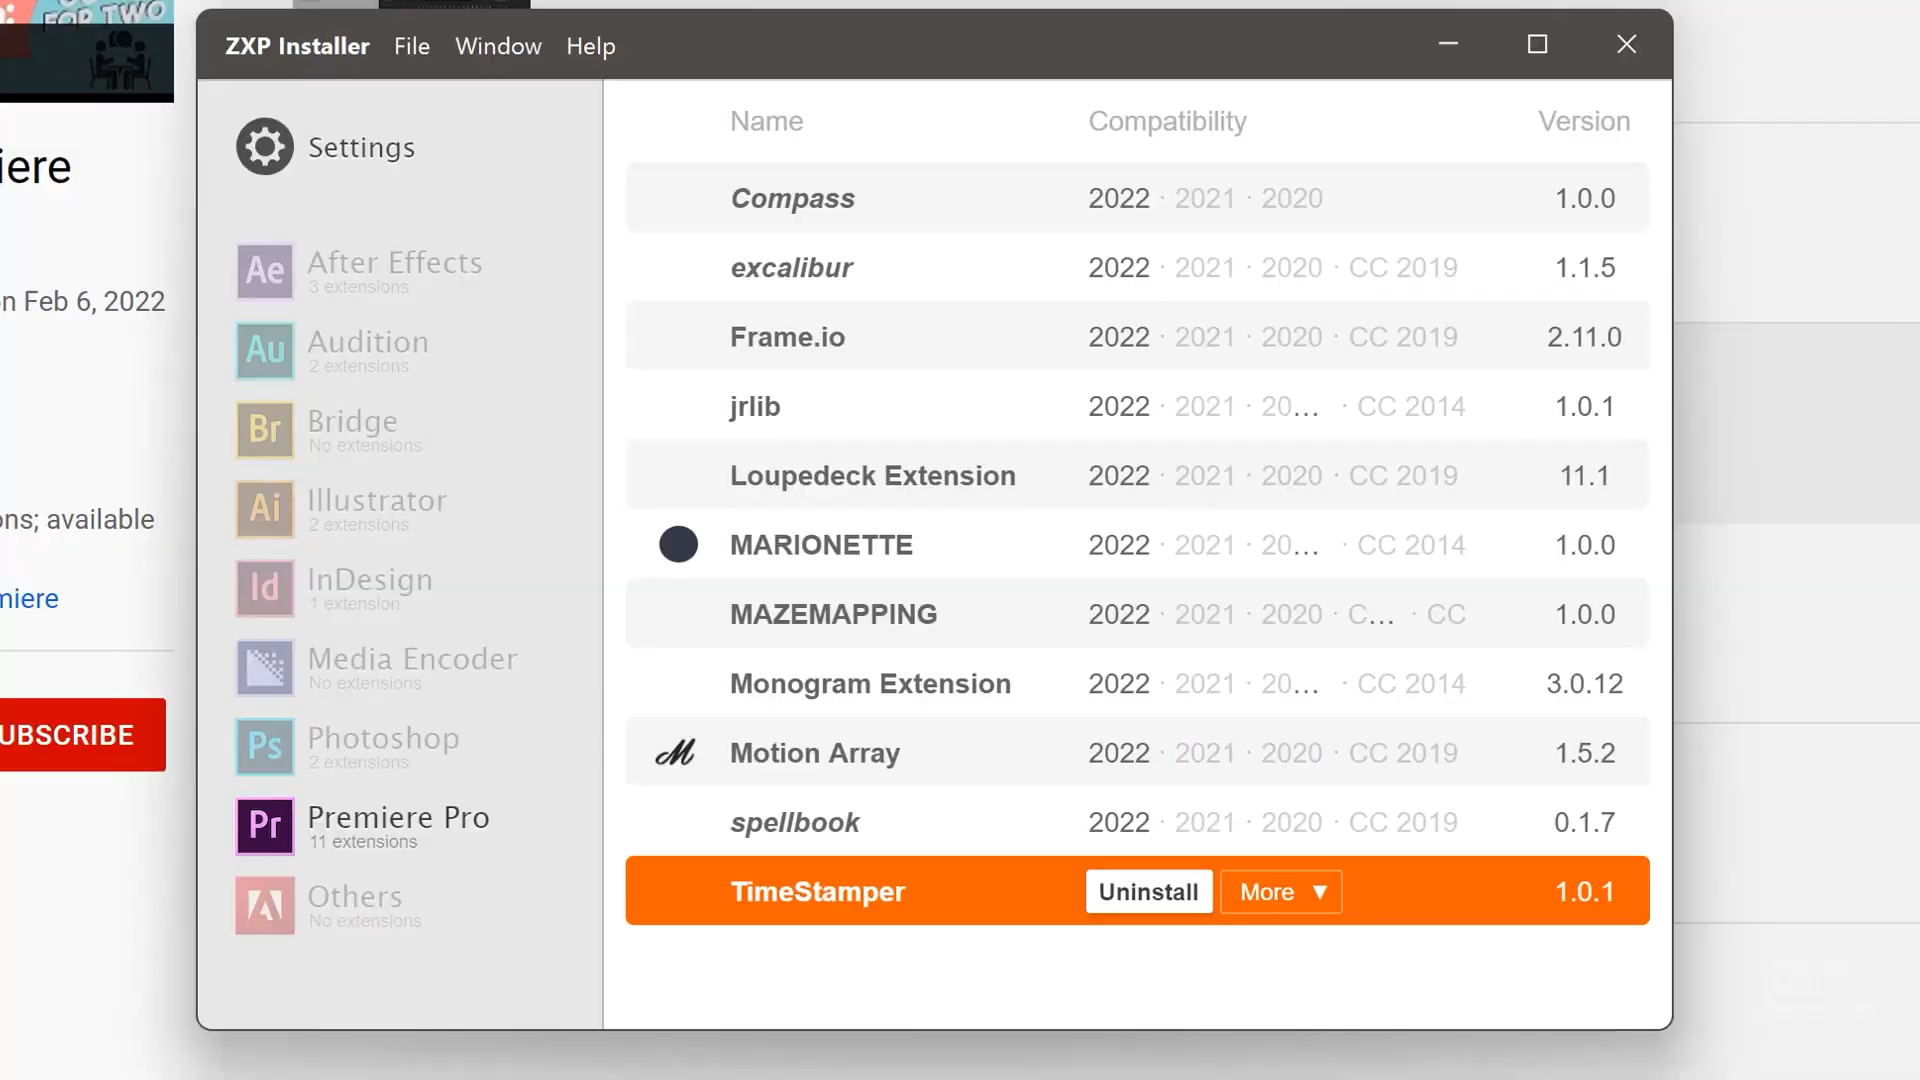 FOR TWO
iere
n Feb 6, 2022
ons; available
miere
UBSCRIBE
ZXP Installer File Window Help
Settings
Ae After Effects
3 extensions
Au Audition
2 extensions
Br Bridge
No extensions
Ai Illustrator
2 extensions
Id InDesign
1 extension
Media Encoder
No extensions
Ps Photoshop
2 extensions
Pr Premiere Pro
11 extensions
Others
No extensions
Name Compatibility Version
Compass 2022 · 2021 · 2020 1.0.0
excalibur 2022 · 2021 · 2020 · CC 2019 1.1.5
Frame.io 2022 · 2021 · 2020 · CC 2019 2.11.0
jrlib 2022 · 2021 · 20... · CC 2014 1.0.1
Loupedeck Extension 2022 · 2021 · 2020 · CC 2019 11.1
MARIONETTE 2022 · 2021 · 20... · CC 2014 1.0.0
MAZEMAPPING 2022 · 2021 · 2020 · C... · CC 1.0.0
Monogram Extension 2022 · 2021 · 20... · CC 2014 3.0.12
M Motion Array 2022 · 2021 · 2020 · CC 2019 1.5.2
spellbook 2022 · 2021 · 2020 · CC 2019 0.1.7
TimeStamper Uninstall More ▼ 1.0.1